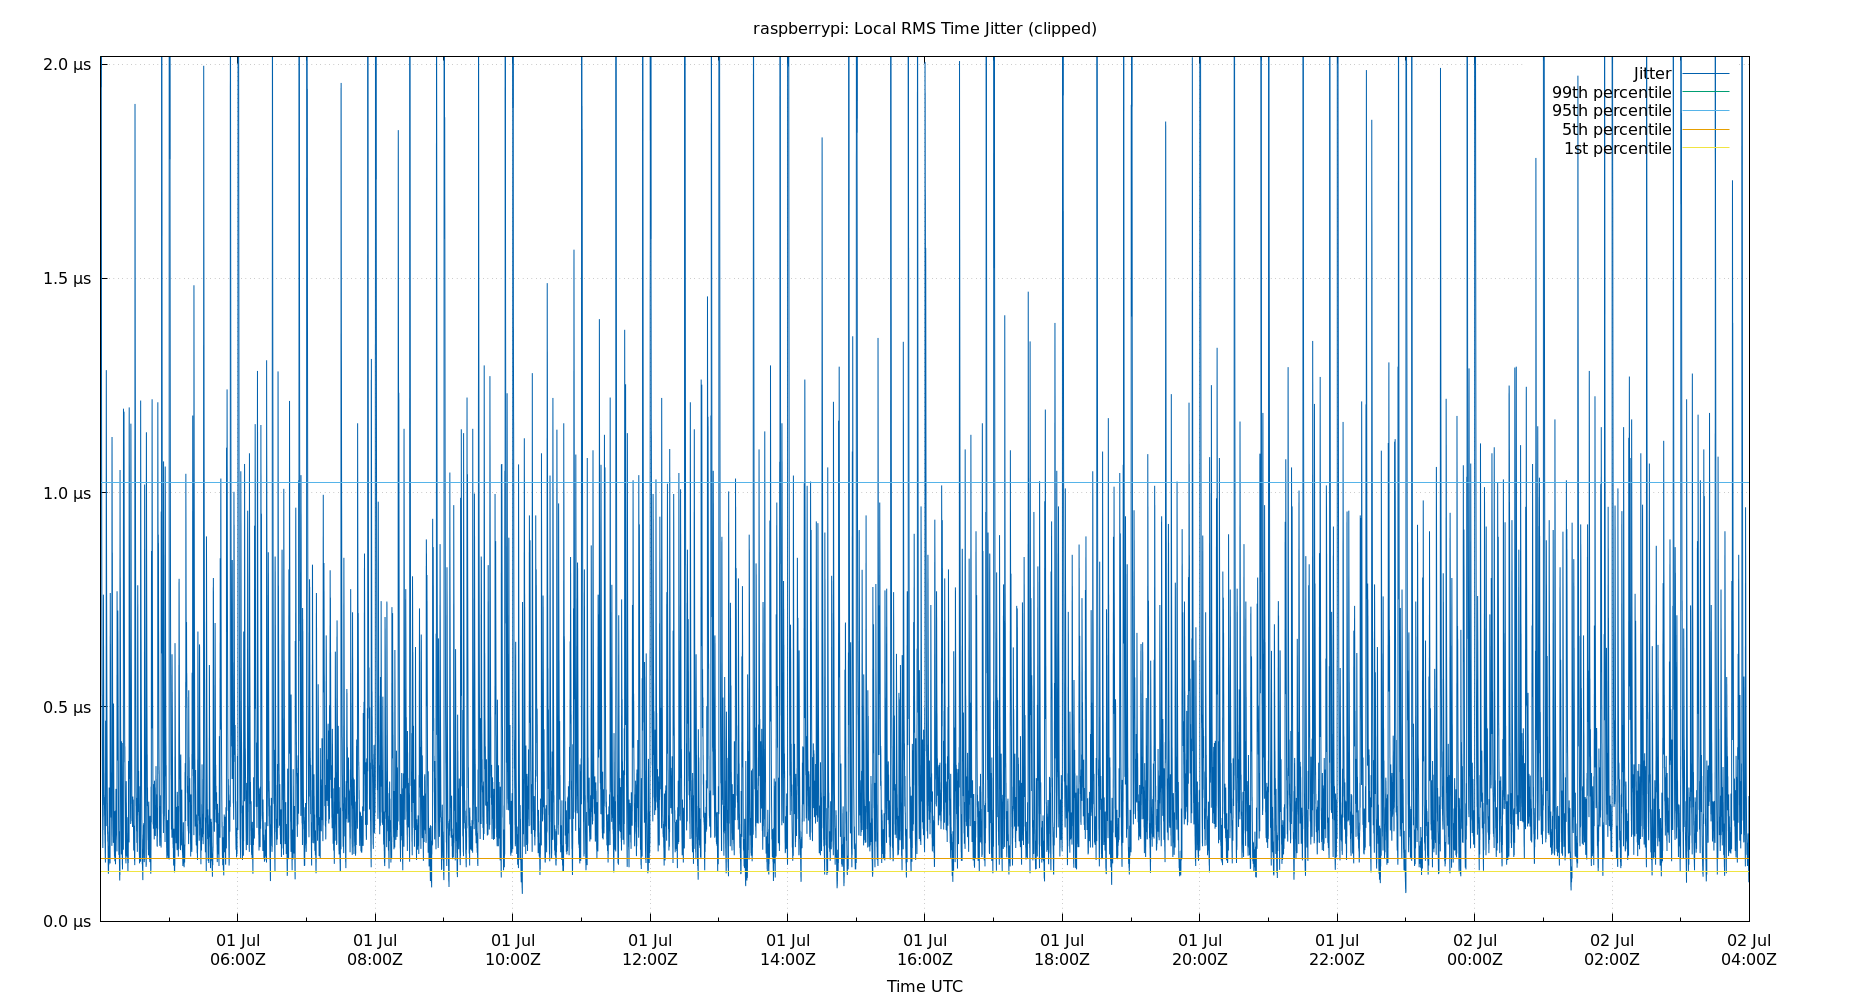 raspberrypi: Local RMS Time Jitter (clipped)
2.0 μs
1.5 μs
1.0 μs
0.5 μs
0.0 μs
Jitter
99th percentile
95th percentile
5th percentile
1st percentile
01 Jul 01 Jul 01 Jul 01 Jul 01 Jul 01 Jul 01 Jul 01 Jul 01 Jul 02 Jul 02 Jul 02 Jul
06:00Z 08:00Z 10:00Z 12:00Z 14:00Z 16:00Z 18:00Z 20:00Z 22:00Z 00:00Z 02:00Z 04:00Z
Time UTC